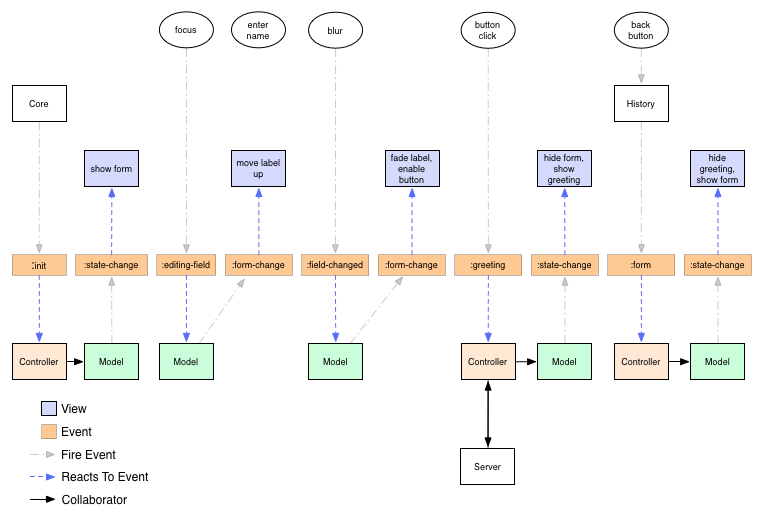 focus
enter
name
blur
button
click
back
button
Core
History
show form
move label
up
fade label,
enable
button
hide form,
show
greeting
hide
greeting,
show form
:init
:state-change
:editing-field
:form-change
:field-changed
:form-change
:greeting
:state-change
:form
:state-change
Controller
Model
Model
Model
Controller
Model
Controller
Model
View
Event
Fire Event
Reacts To Event
Collaborator
Server